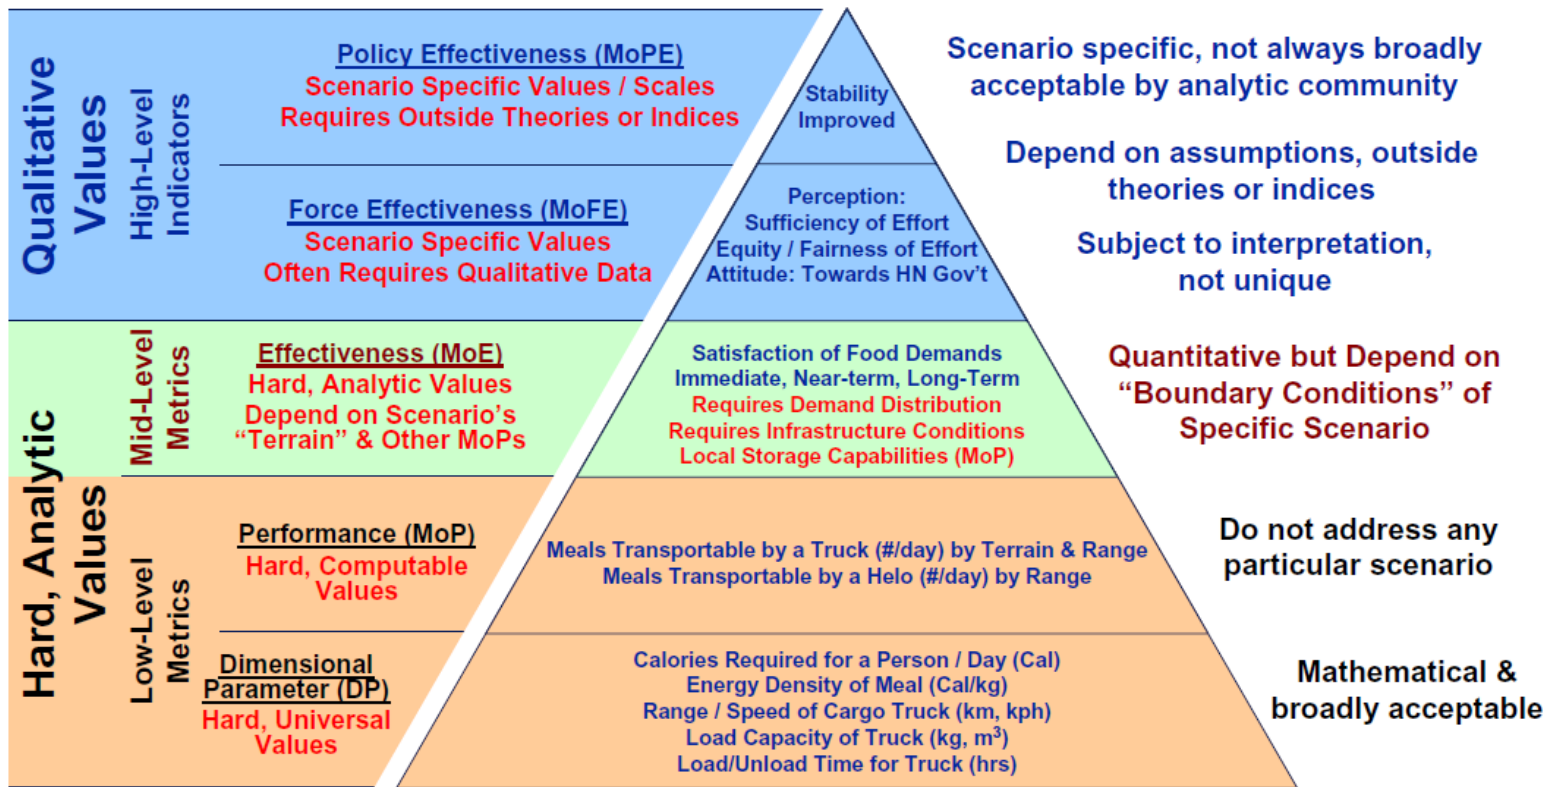 Qualitative
Values
High-Level
Indicators
Policy Effectiveness (MoPE)
Scenario Specific Values / Scales
Requires Outside Theories or Indices
Force Effectiveness (MoFE)
Scenario Specific Values
Often Requires Qualitative Data
Stability
Improved
Perception:
Sufficiency of Effort
Equity / Fairness of Effort
Attitude: Towards HN Gov’t
Scenario specific, not always broadly
acceptable by analytic community
Depend on assumptions, outside
theories or indices
Subject to interpretation,
not unique
Hard, Analytic
Values
Mid-Level
Metrics
Effectiveness (MoE)
Hard, Analytic Values
Depend on Scenario’s
“Terrain” & Other MoPs
Satisfaction of Food Demands
Immediate, Near-term, Long-Term
Requires Demand Distribution
Requires Infrastructure Conditions
Local Storage Capabilities (MoP)
Quantitative but Depend on
“Boundary Conditions” of
Specific Scenario
Low-Level
Metrics
Performance (MoP)
Hard, Computable
Values
Meals Transportable by a Truck (#/day) by Terrain & Range
Meals Transportable by a Helo (#/day) by Range
Do not address any
particular scenario
Dimensional
Parameter (DP)
Hard, Universal
Values
Calories Required for a Person / Day (Cal)
Energy Density of Meal (Cal/kg)
Range / Speed of Cargo Truck (km, kph)
Load Capacity of Truck (kg, m³)
Load/Unload Time for Truck (hrs)
Mathematical &
broadly acceptable